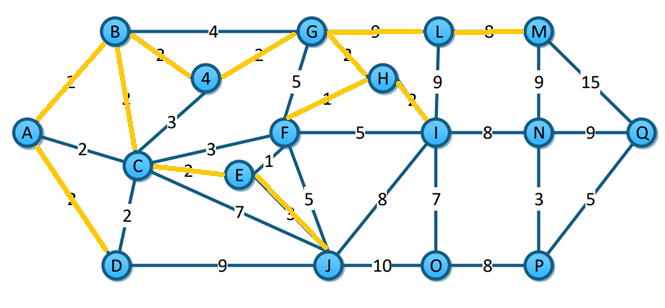 B 4 G 9 L 8 M
2 2 2
4 H
2 2 5 1 2 9 9 15
3
A 2 3 F 5 I 8 N 9 Q
C 2 E 1
2 2 7 3 5 8 7 3 5
D 9 J 10 O 8 P